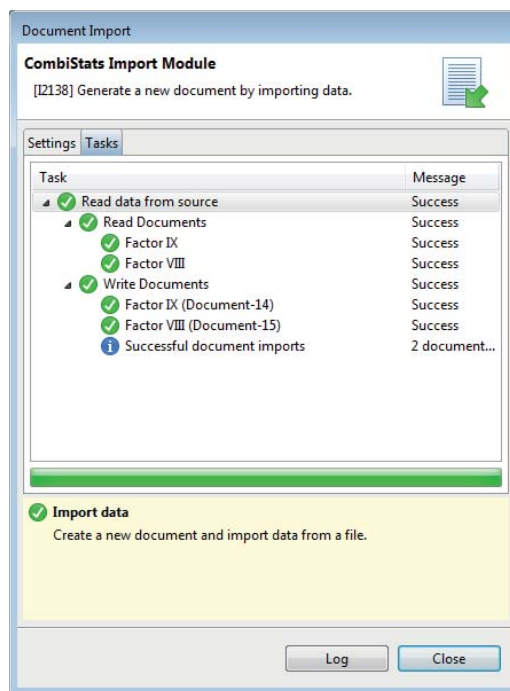 Document Import
CombiStats Import Module
[I2138] Generate a new document by importing data.
Settings Tasks
Task Message
Read data from source Success
Read Documents Success
Factor IX Success
Factor VIII Success
Write Documents Success
Factor IX (Document-14) Success
Factor VIII (Document-15) Success
Successful document imports 2 document...
Import data
Create a new document and import data from a file.
Log Close